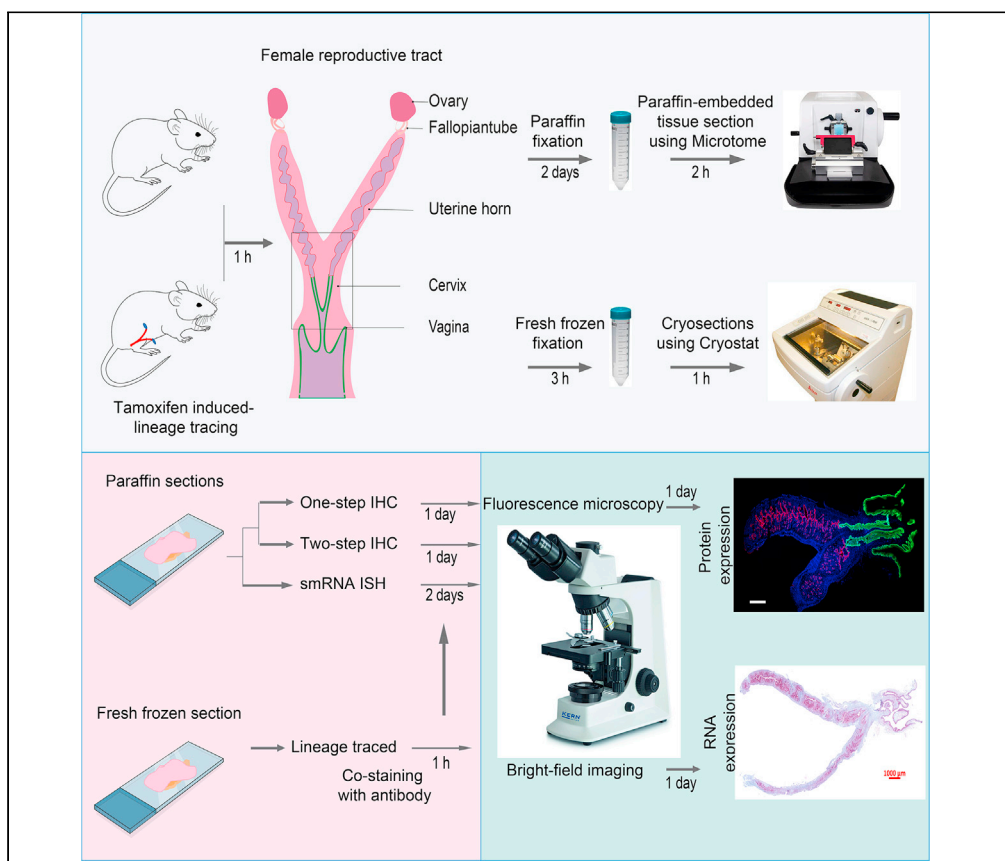 Female reproductive tract
Ovary
Fallopiantube
Uterine horn
Cervix
Vagina
1 h
Tamoxifen induced-
lineage tracing
Paraffin
fixation
2 days
Paraffin-embedded
tissue section
using Microtome
2 h
Fresh frozen
fixation
3 h
Cryosections
using Cryostat
1 h
Paraffin sections
One-step IHC
1 day
Two-step IHC
1 day
smRNA ISH
2 days
Fresh frozen section
Lineage traced
1 h
Co-staining
with antibody
Fluorescence microscopy
1 day
Protein
expression
KERN
Bright-field imaging
1 day
RNA
expression
1000 µm